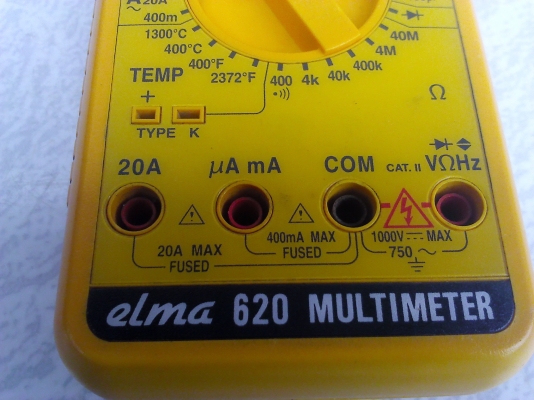 A 20A
400m
1300°C
400°C
400°F
2372°F
400
4k
40k
400k
4M
40M
TEMP
Ω
+
-
TYPE K
20A
µA mA
COM
CAT. II
VΩHz
20A MAX
FUSED
400mA MAX
FUSED
1000V ⎓ MAX
750 ~
elma 620 MULTIMETER